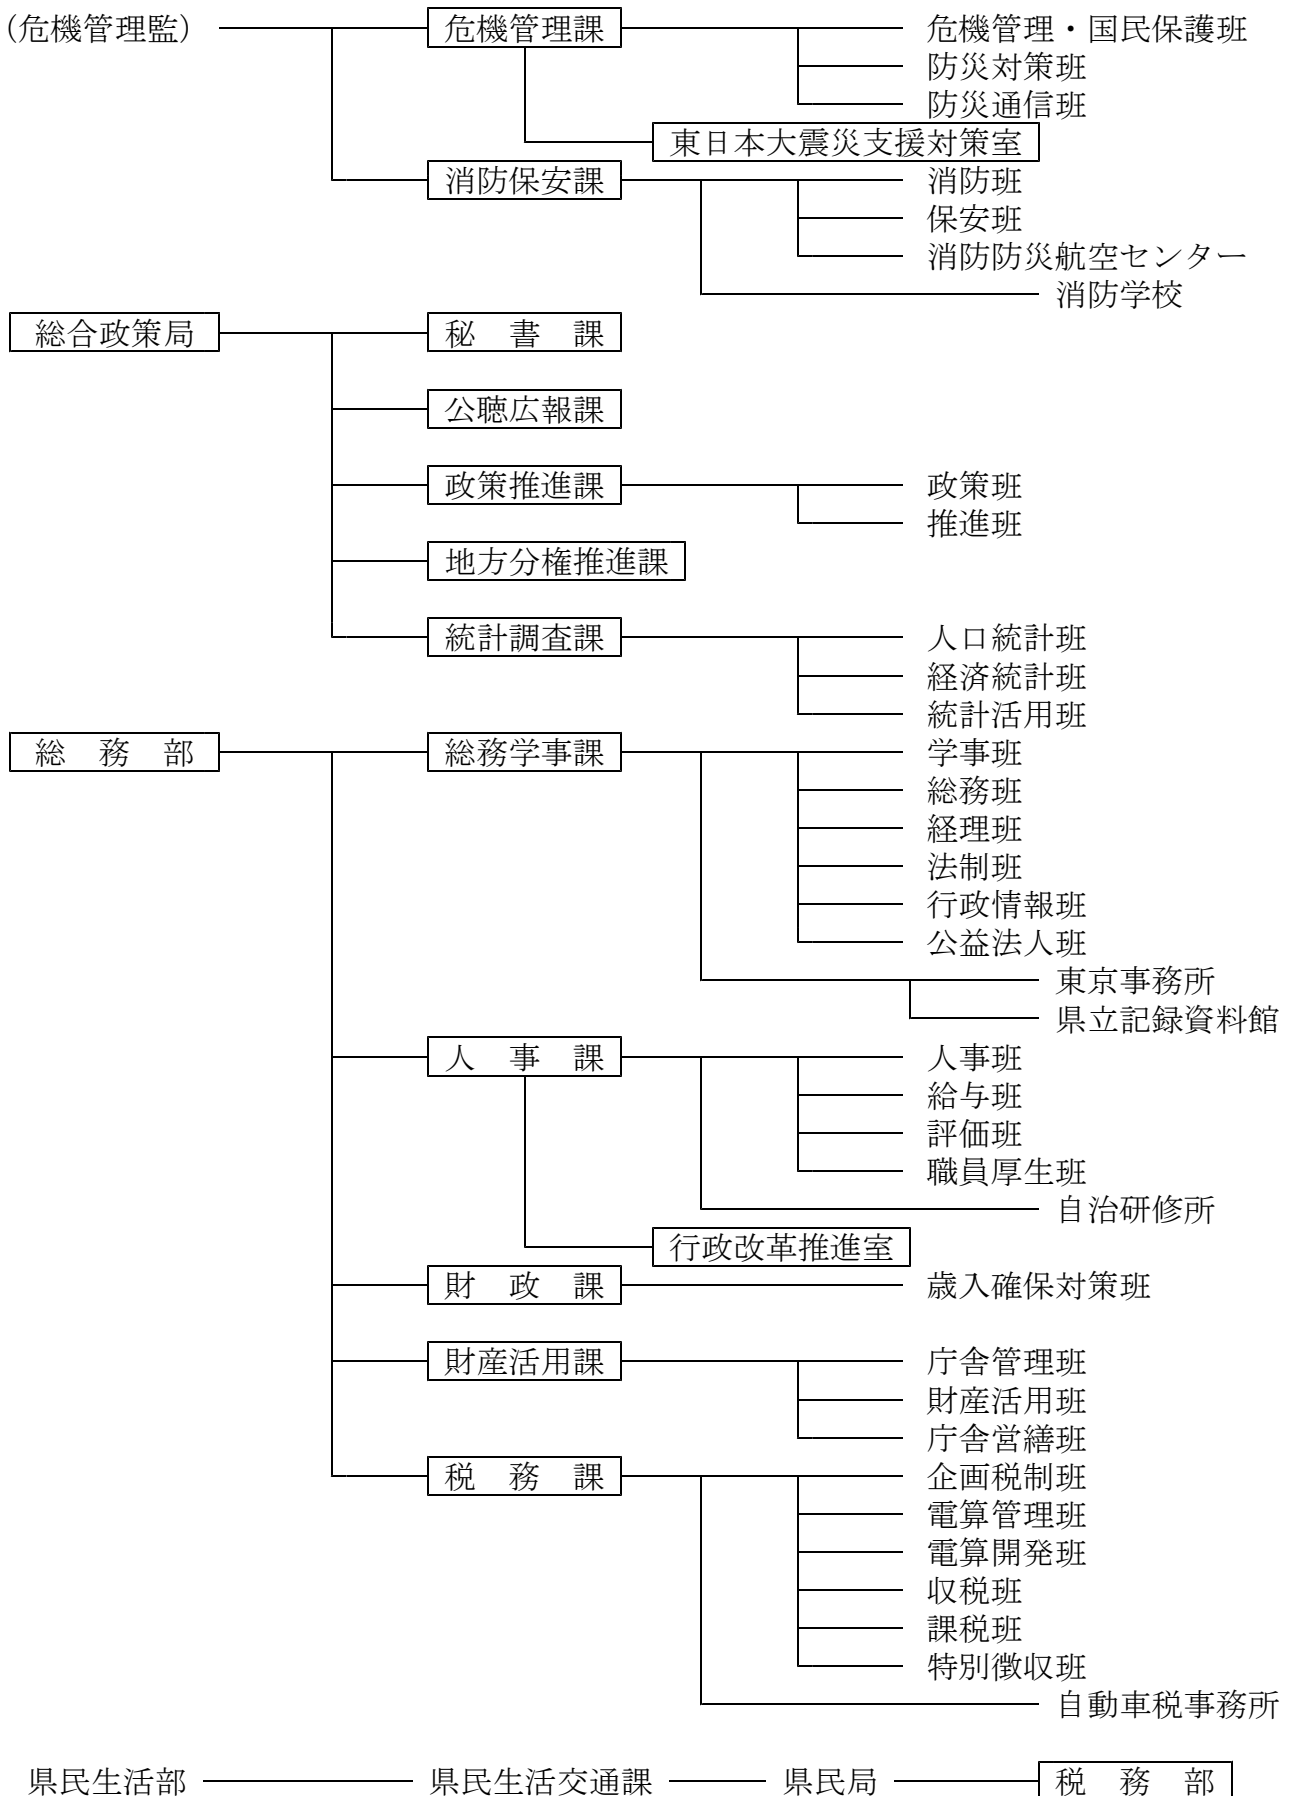 (危機管理監) 危機管理課 危機管理・国民保護班
防災対策班
防災通信班
東日本大震災支援対策室
消防保安課 消防班
保安班
消防防災航空センター
消防学校
総合政策局 秘　書　課
公聴広報課
政策推進課 政策班
推進班
地方分権推進課
統計調査課 人口統計班
経済統計班
統計活用班
総　務　部 総務学事課 学事班
総務班
経理班
法制班
行政情報班
公益法人班
東京事務所
県立記録資料館
人　事　課 人事班
給与班
評価班
職員厚生班
自治研修所
行政改革推進室
財　政　課 歳入確保対策班
財産活用課 庁舎管理班
財産活用班
庁舎営繕班
税　務　課 企画税制班
電算管理班
電算開発班
収税班
課税班
特別徴収班
自動車税事務所
県民生活部 県民生活交通課 県民局 税　務　部